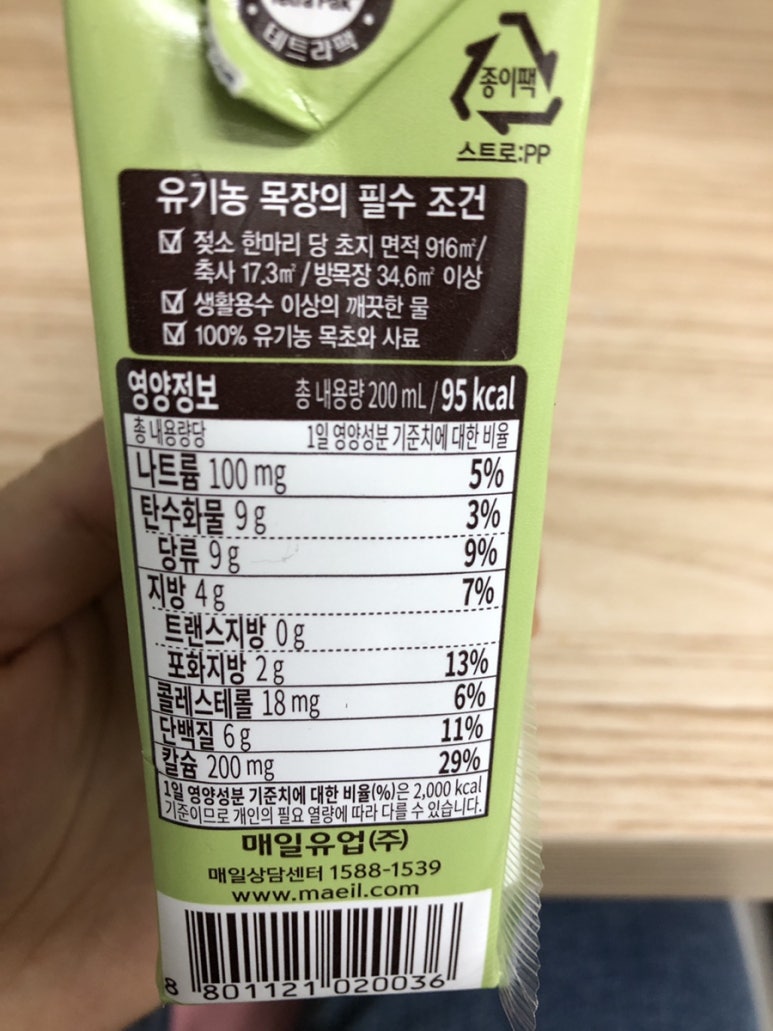 테트라팩
종이팩
스트로:PP
유기농 목장의 필수 조건
☑ 젖소 한마리 당 초지 면적 916㎡/
축사 17.3㎡ / 방목장 34.6㎡ 이상
☑ 생활용수 이상의 깨끗한 물
☑ 100% 유기농 목초와 사료
영양정보 총 내용량 200 mL / 95 kcal
총 내용량당 1일 영양성분 기준치에 대한 비율
나트륨 100 mg 5%
탄수화물 9 g 3%
당류 9 g 9%
지방 4 g 7%
트랜스지방 0 g
포화지방 2 g 13%
콜레스테롤 18 mg 6%
단백질 6 g 11%
칼슘 200 mg 29%
1일 영양성분 기준치에 대한 비율(%)은 2,000 kcal
기준이므로 개인의 필요 열량에 따라 다를 수 있습니다.
매일유업(주)
매일상담센터 1588-1539
www.maeil.com
8 801121 020036